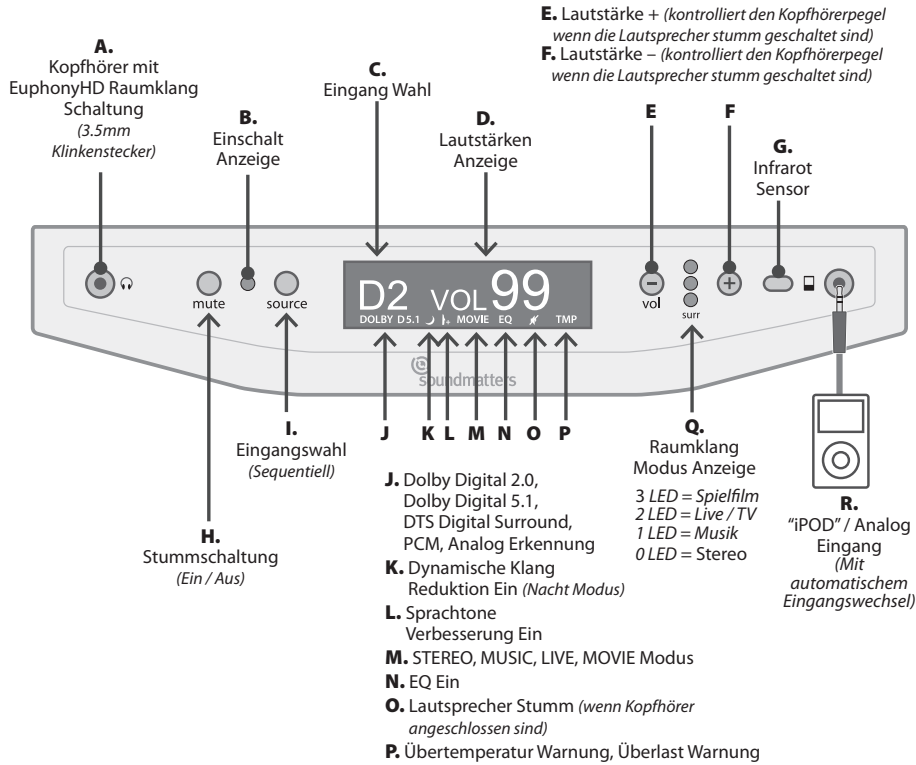 E. Lautstärke + (kontrolliert den Kopfhörerpegel
wenn die Lautsprecher stumm geschaltet sind)
F. Lautstärke – (kontrolliert den Kopfhörerpegel
wenn die Lautsprecher stumm geschaltet sind)
A.
Kopfhörer mit
EuphonyHD Raumklang
Schaltung
(3.5mm
Klinkenstecker)
B.
Einschalt
Anzeige
C.
Eingang Wahl
D.
Lautstärken
Anzeige
E
F
G.
Infrarot
Sensor
mute
source
D2 VOL 99
DOLBY D5.1 MOVIE EQ TMP
vol
surr
soundmatters
H.
Stummschaltung
(Ein / Aus)
I.
Eingangswahl
(Sequentiell)
J K L M N O P
J. Dolby Digital 2.0,
Dolby Digital 5.1,
DTS Digital Surround,
PCM, Analog Erkennung
K. Dynamische Klang
Reduktion Ein (Nacht Modus)
L. Sprachtone
Verbesserung Ein
M. STEREO, MUSIC, LIVE, MOVIE Modus
N. EQ Ein
O. Lautsprecher Stumm (wenn Kopfhörer
angeschlossen sind)
P. Übertemperatur Warnung, Überlast Warnung
Q.
Raumklang
Modus Anzeige
3 LED = Spielfilm
2 LED = Live / TV
1 LED = Musik
0 LED = Stereo
R.
“iPOD” / Analog
Eingang
(Mit
automatischem
Eingangswechsel)